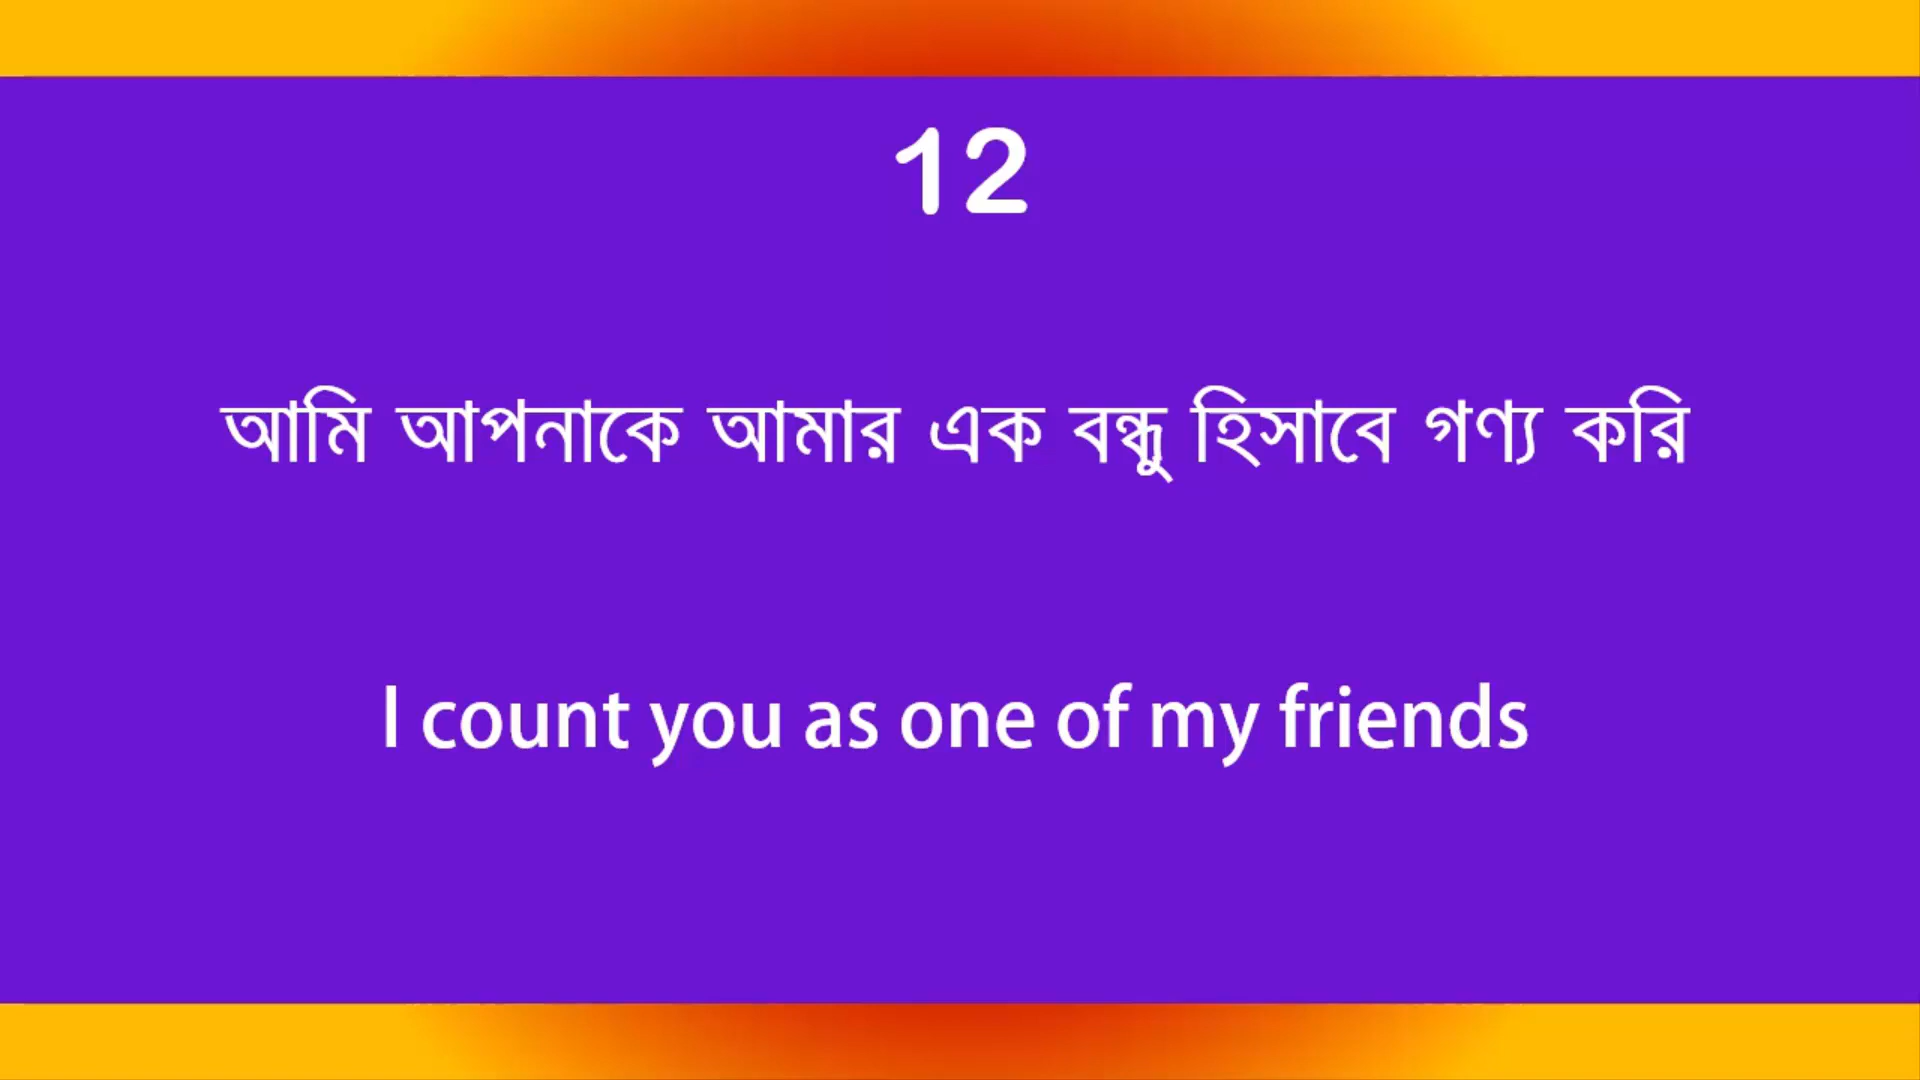 12
আমি আপনাকে আমার এক বন্ধু হিসাবে গণ্য করি
I count you as one of my friends